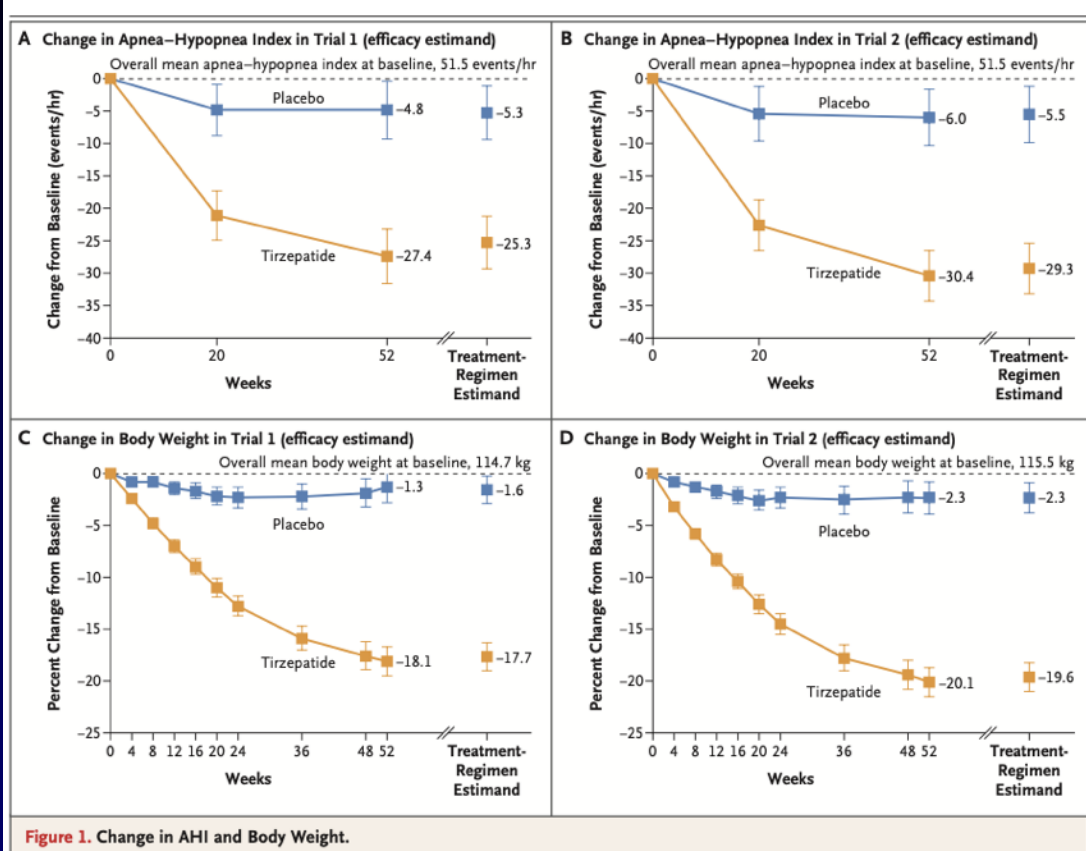 A Change in Apnea–Hypopnea Index in Trial 1 (efficacy estimand)
Overall mean apnea–hypopnea index at baseline, 51.5 events/hr
Change from Baseline (events/hr)
0
−5
−10
−15
−20
−25
−30
−35
−40
Placebo
−4.8
−5.3
Tirzepatide
−27.4
−25.3
0 20 52
Weeks
Treatment-
Regimen
Estimand
B Change in Apnea–Hypopnea Index in Trial 2 (efficacy estimand)
Overall mean apnea–hypopnea index at baseline, 51.5 events/hr
Change from Baseline (events/hr)
0
−5
−10
−15
−20
−25
−30
−35
−40
Placebo
−6.0
−5.5
Tirzepatide
−30.4
−29.3
0 20 52
Weeks
Treatment-
Regimen
Estimand
C Change in Body Weight in Trial 1 (efficacy estimand)
Overall mean body weight at baseline, 114.7 kg
Percent Change from Baseline
0
−5
−10
−15
−20
−25
−1.3
−1.6
Placebo
Tirzepatide
−18.1
−17.7
0 4 8 12 16 20 24 36 48 52
Weeks
Treatment-
Regimen
Estimand
D Change in Body Weight in Trial 2 (efficacy estimand)
Overall mean body weight at baseline, 115.5 kg
Percent Change from Baseline
0
−5
−10
−15
−20
−25
−2.3
−2.3
Placebo
Tirzepatide
−20.1
−19.6
0 4 8 12 16 20 24 36 48 52
Weeks
Treatment-
Regimen
Estimand
Figure 1. Change in AHI and Body Weight.